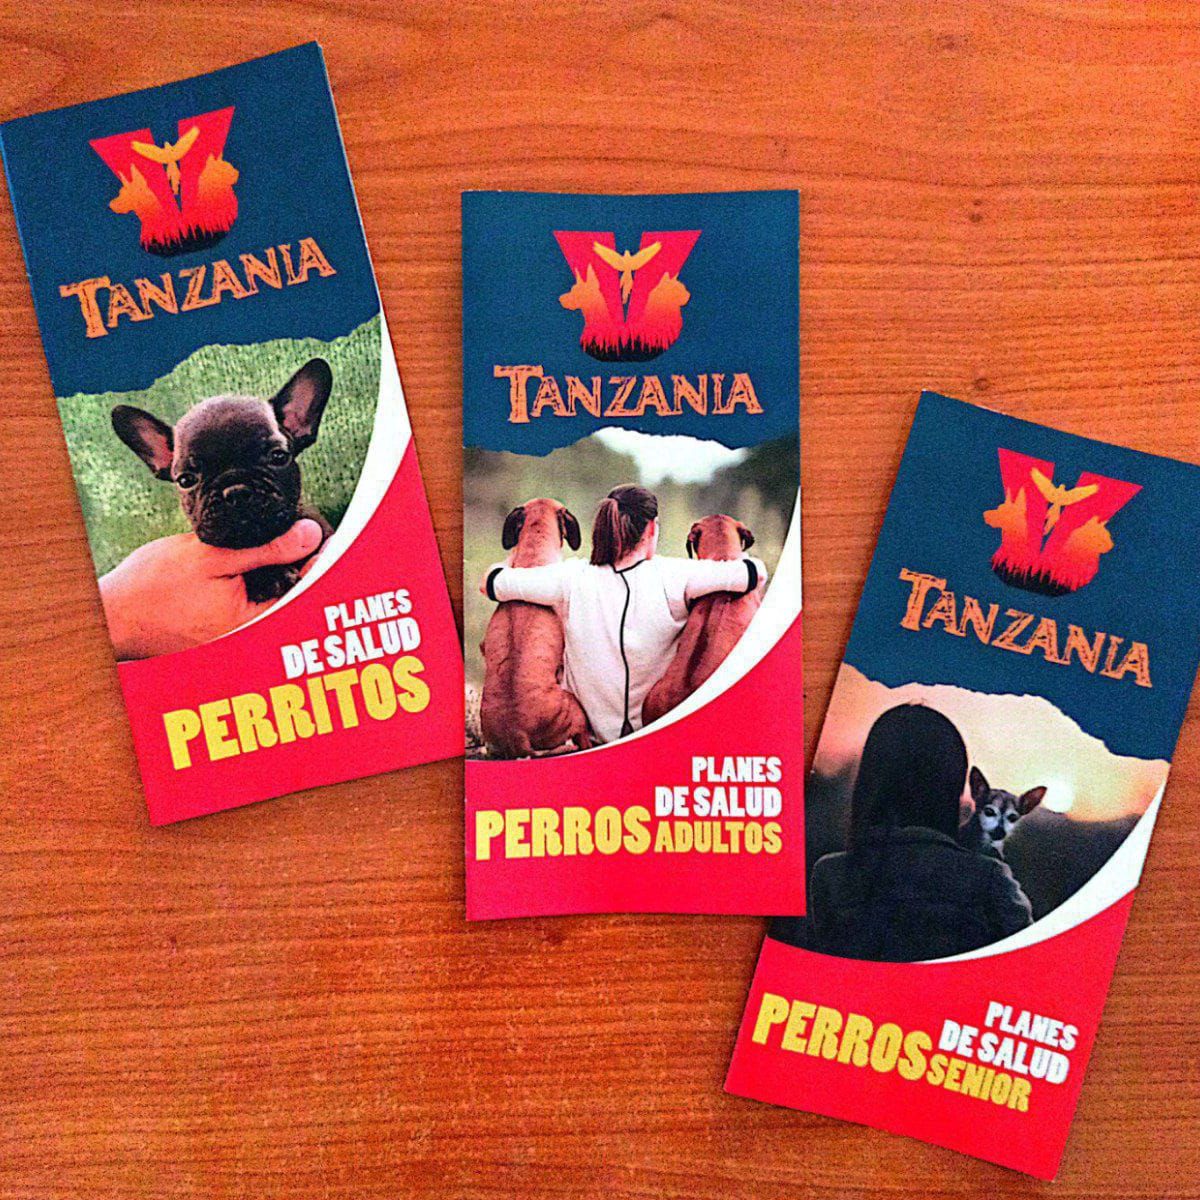 TANZANIA
PLANES
DE SALUD
PERRITOS
TANZANIA
PLANES
DE SALUD
PERROS ADULTOS
TANZANIA
PLANES
DE SALUD
PERROS SENIOR